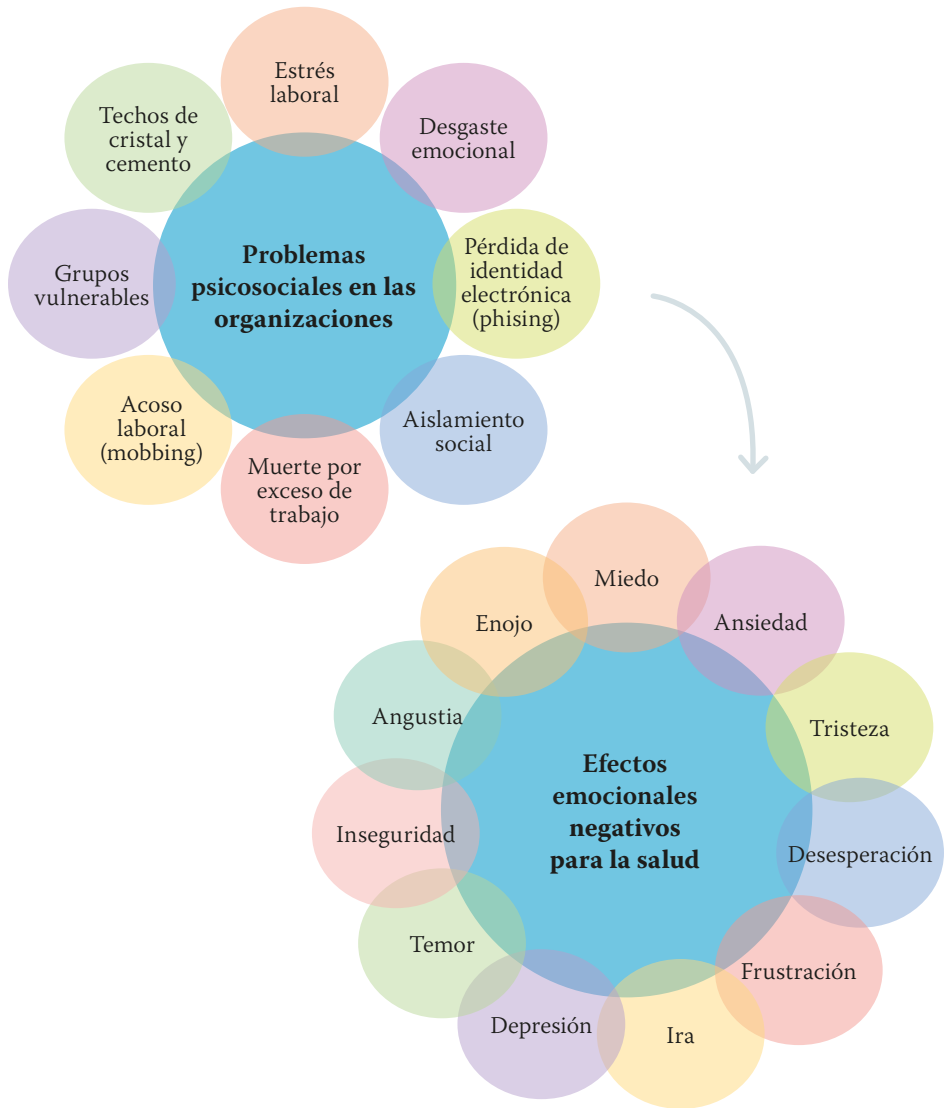 Estrés
laboral
Desgaste
emocional
Pérdida de
identidad
electrónica
(phising)
Aislamiento
social
Muerte por
exceso de
trabajo
Acoso
laboral
(mobbing)
Grupos
vulnerables
Techos de
cristal y
cemento
Problemas
psicosociales en las
organizaciones
Miedo
Ansiedad
Tristeza
Desesperación
Frustración
Ira
Depresión
Temor
Inseguridad
Angustia
Enojo
Efectos
emocionales
negativos
para la salud